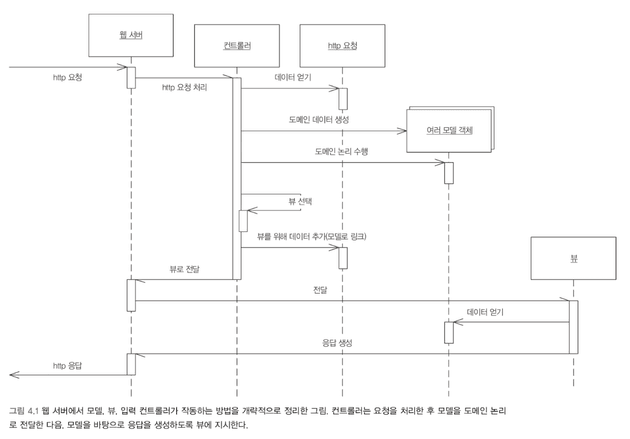 웹 서버
컨트롤러
http 요청
http 요청
http 요청 처리
데이터 얻기
도메인 데이터 생성
여러 모델 객체
도메인 논리 수행
뷰 선택
뷰를 위해 데이터 추가(모델로 링크)
뷰
뷰로 전달
전달
데이터 얻기
응답 생성
http 응답
그림 4.1 웹 서버에서 모델, 뷰, 입력 컨트롤러가 작동하는 방법을 개략적으로 정리한 그림. 컨트롤러는 요청을 처리한 후 모델을 도메인 논리
로 전달한 다음, 모델을 바탕으로 응답을 생성하도록 뷰에 지시한다.